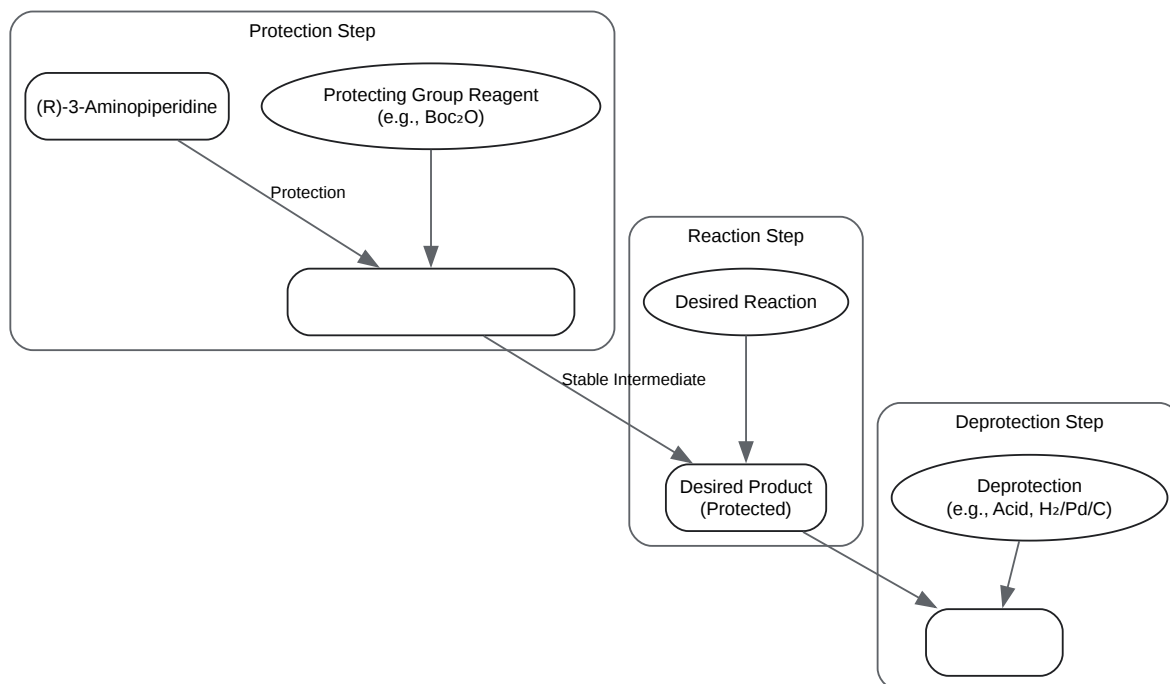 Protection Step
(R)-3-Aminopiperidine
Protecting Group Reagent
(e.g., Boc₂O)
Protection
Reaction Step
Desired Reaction
Stable Intermediate
Desired Product
(Protected)
Deprotection Step
Deprotection
(e.g., Acid, H₂/Pd/C)